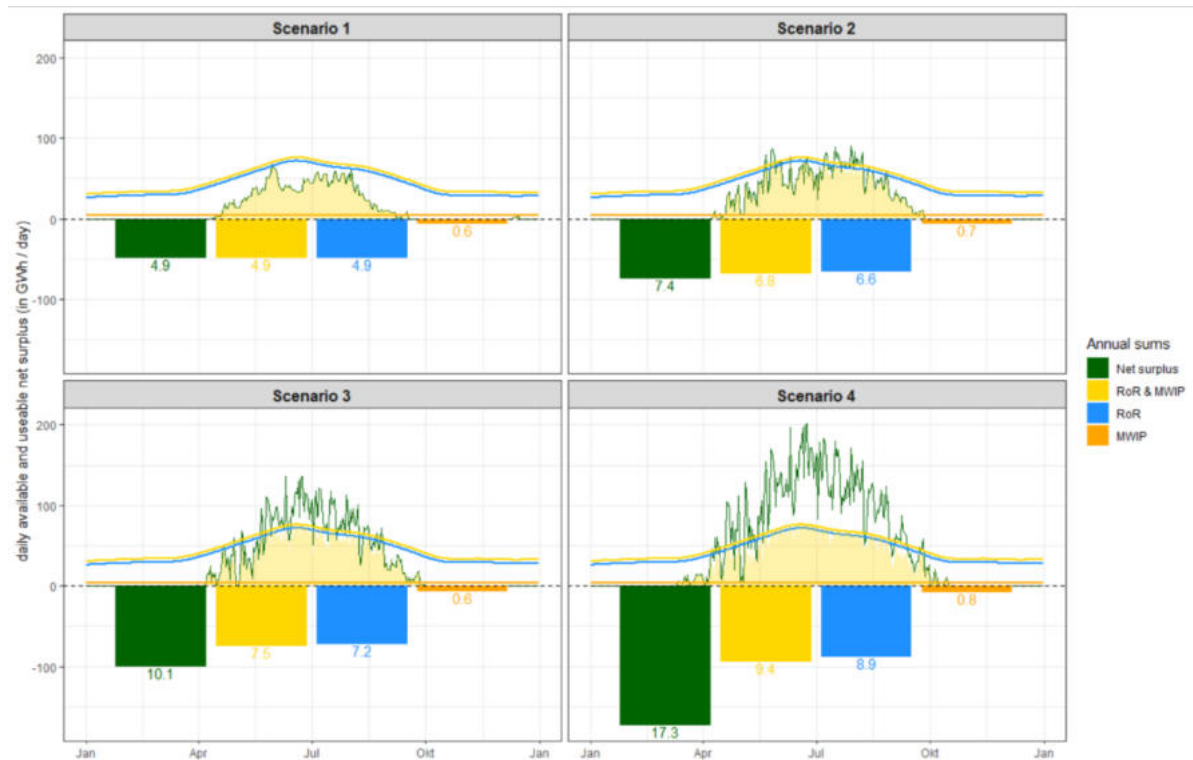 Scenario 1
Scenario 2
200
100
0
-100
4.9
4.9
4.9
0.6
7.4
6.8
6.6
0.7
daily available and useable net surplus (in GWh / day)
Scenario 3
Scenario 4
200
100
0
-100
10.1
7.5
7.2
0.6
17.3
9.4
8.9
0.8
Jan
Apr
Jul
Okt
Jan
Jan
Apr
Jul
Okt
Jan
Annual sums
Net surplus
RoR & MWIP
RoR
MWIP